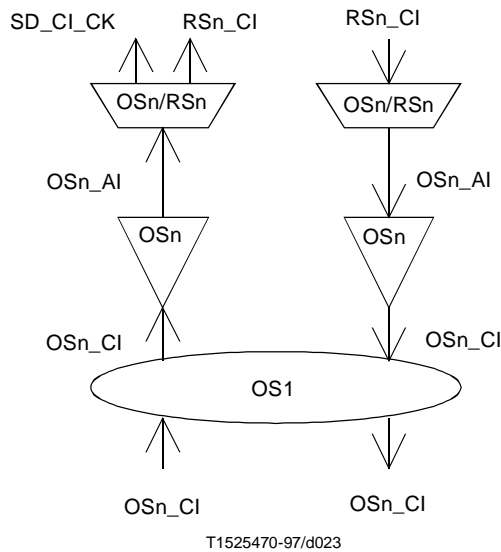 SD_CI_CK RSn_CI RSn_CI
OSn/RSn OSn/RSn
OSn_AI OSn_AI
OSn OSn
OSn_CI OSn_CI
OS1
OSn_CI OSn_CI
T1525470-97/d023